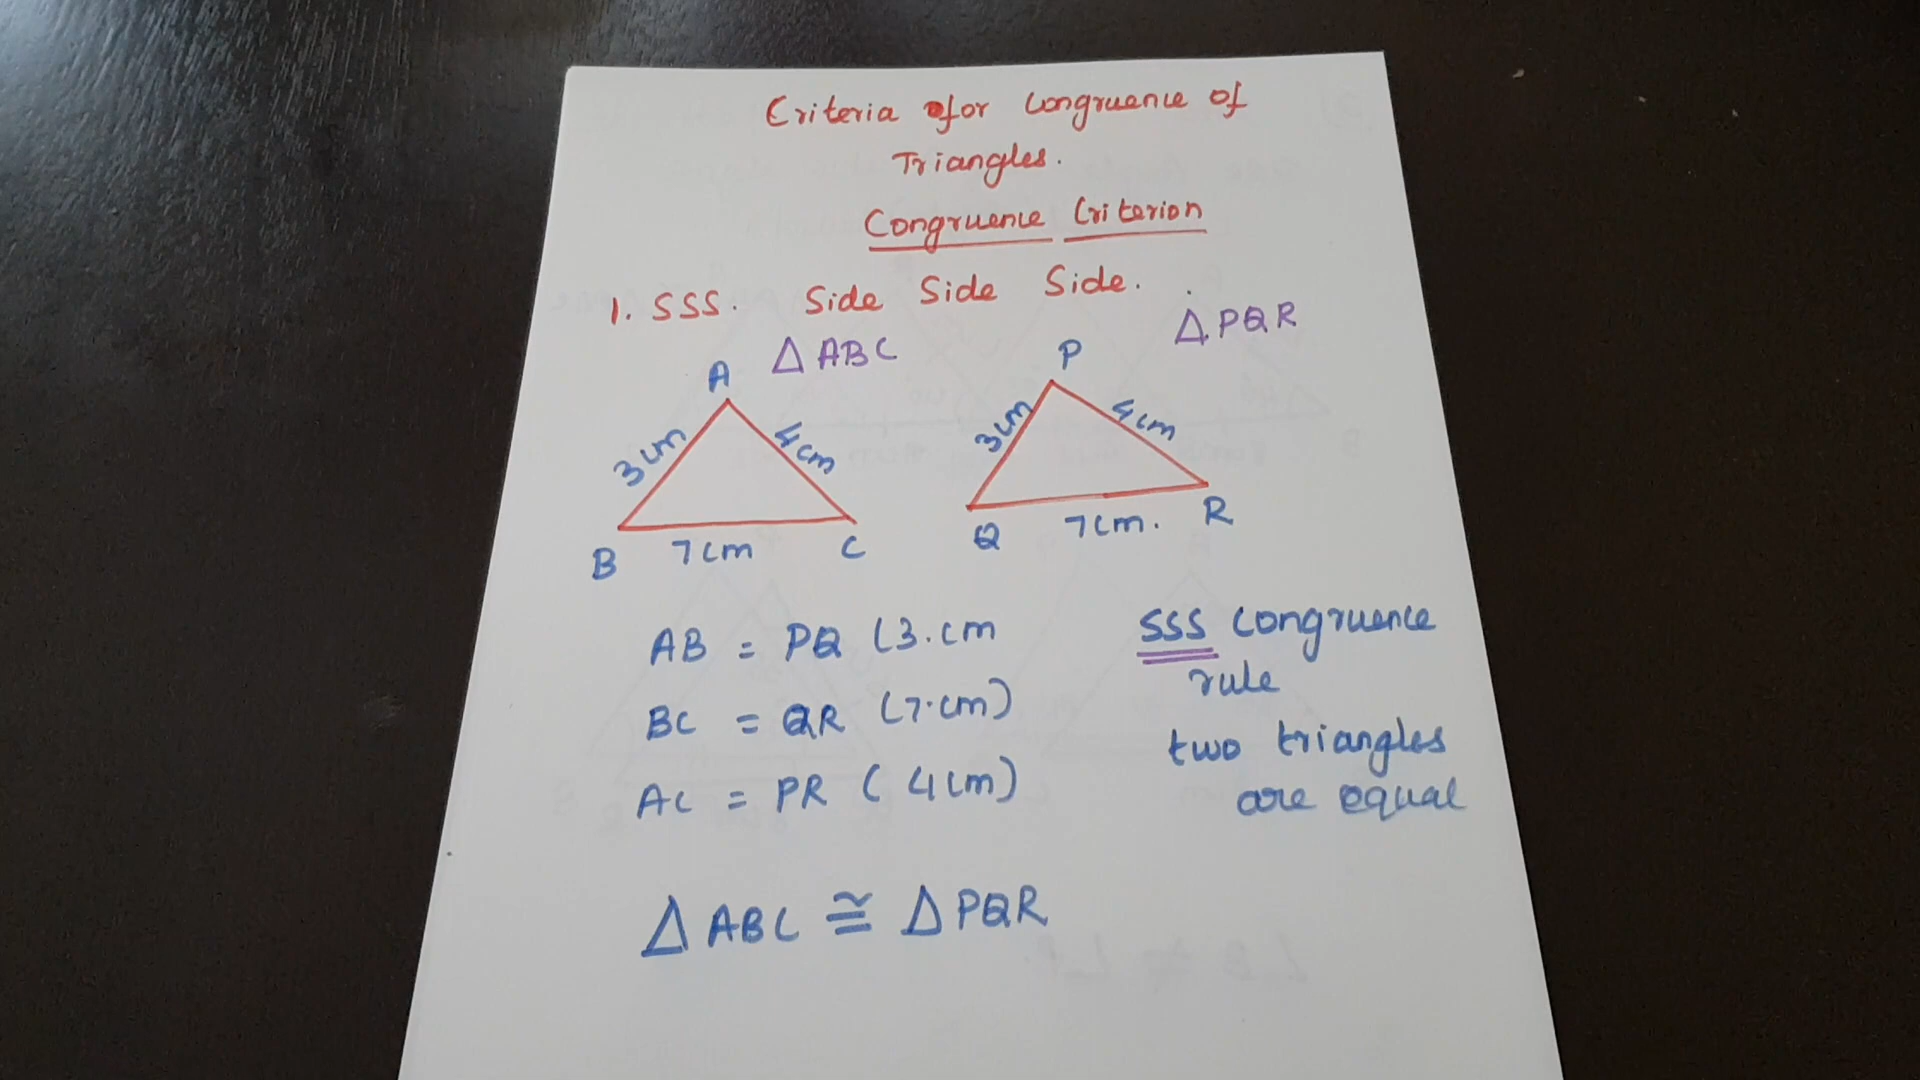 Criteria for Congruence of
Triangles.
Congruence Criterion
1. SSS. Side Side Side.
Δ ABC
Δ PQR
A
P
3cm
4cm
3cm
4cm
B
7cm
C
Q
7cm.
R
AB = PQ (3.cm
BC = QR (7.cm)
AC = PR ( 4cm)
SSS Congruence
rule
two triangles
are equal
Δ ABC ≅ Δ PQR